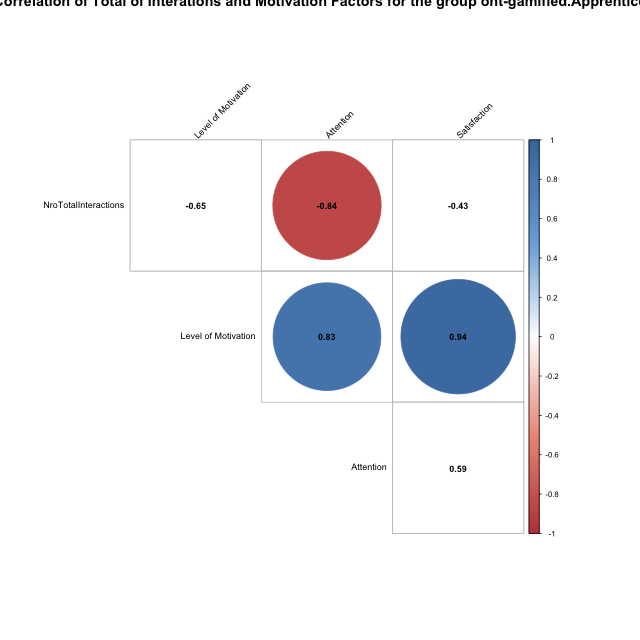 Correlation of Total of Interations and Motivation Factors for the group ont-gamified.Apprentice
Level of Motivation
Attention
Satisfaction
NroTotalInteractions
-0.65
-0.84
-0.43
Level of Motivation
0.83
0.94
Attention
0.59
1
0.8
0.6
0.4
0.2
0
-0.2
-0.4
-0.6
-0.8
-1